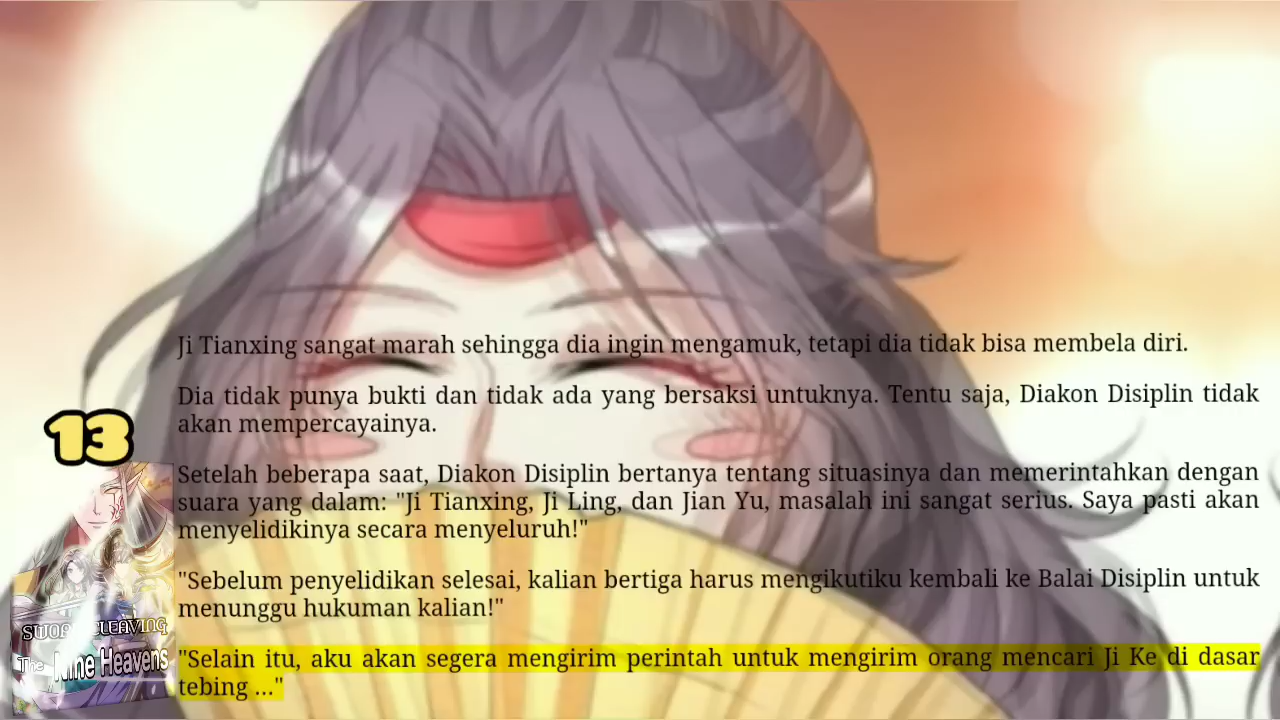 Ji Tianxing sangat marah sehingga dia ingin mengamuk, tetapi dia tidak bisa membela diri.
Dia tidak punya bukti dan tidak ada yang bersaksi untuknya. Tentu saja, Diakon Disiplin tidak
akan mempercayainya.
Setelah beberapa saat, Diakon Disiplin bertanya tentang situasinya dan memerintahkan dengan
suara yang dalam: "Ji Tianxing, Ji Ling, dan Jian Yu, masalah ini sangat serius. Saya pasti akan
menyelidikinya secara menyeluruh!"
"Sebelum penyelidikan selesai, kalian bertiga harus mengikutiku kembali ke Balai Disiplin untuk
menunggu hukuman kalian!"
"Selain itu, aku akan segera mengirim perintah untuk mengirim orang mencari Ji Ke di dasar
tebing ..."
13
The Nine Heavens